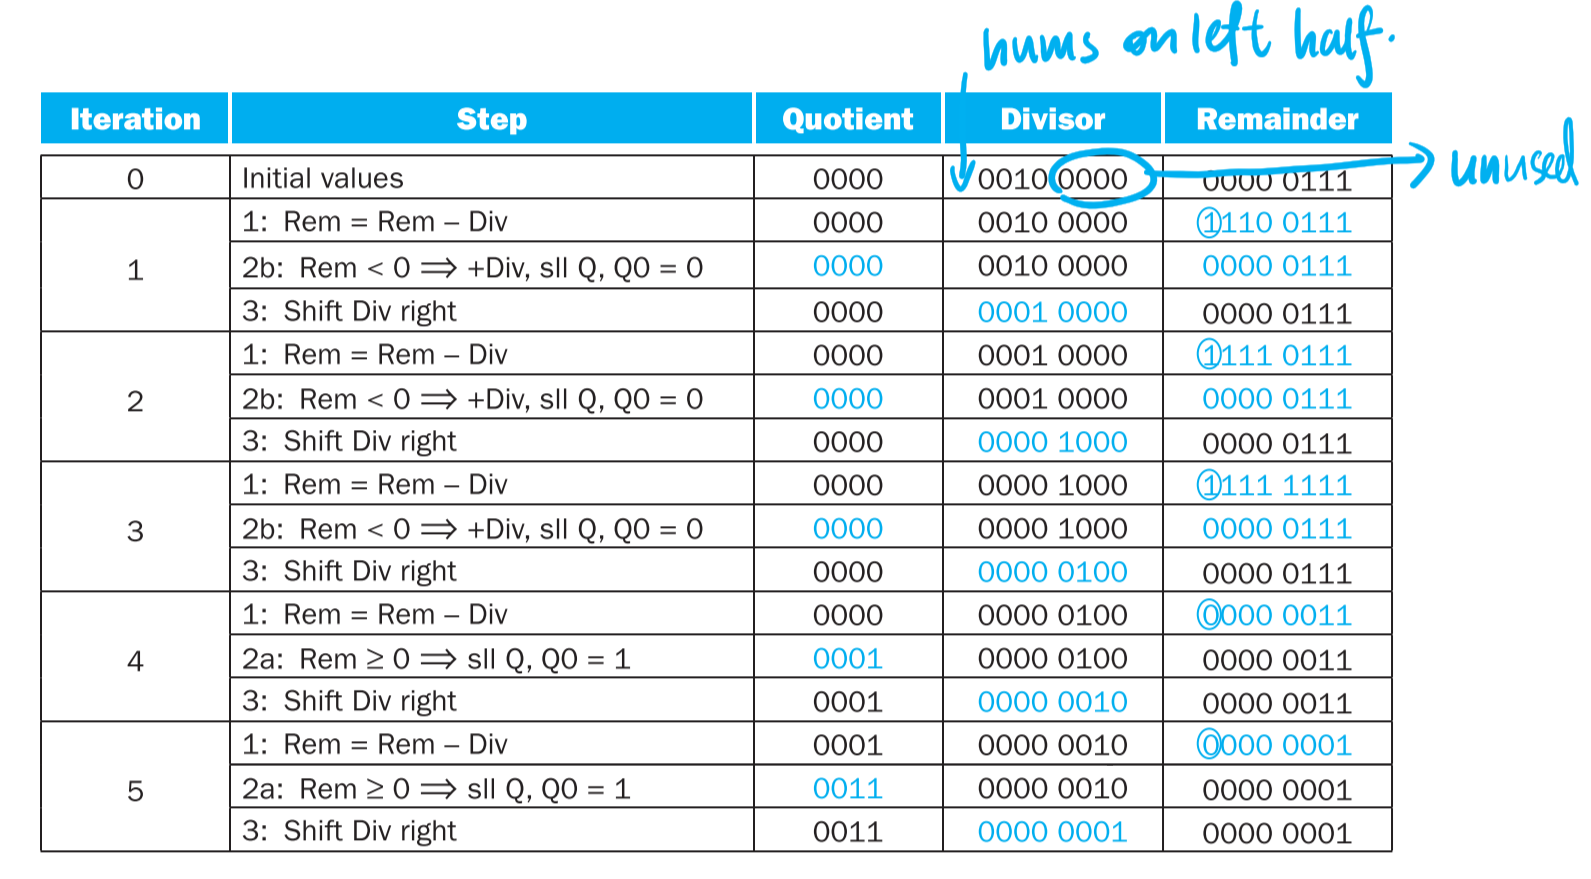 nums on left half.
Iteration Step Quotient Divisor Remainder
0 Initial values 0000 0010 0000 0000 0111 unused
1 1: Rem = Rem – Div 0000 0010 0000 1110 0111
2b: Rem < 0 ⟹ +Div, sll Q, Q0 = 0 0000 0010 0000 0000 0111
3: Shift Div right 0000 0001 0000 0000 0111
2 1: Rem = Rem – Div 0000 0001 0000 1111 0111
2b: Rem < 0 ⟹ +Div, sll Q, Q0 = 0 0000 0001 0000 0000 0111
3: Shift Div right 0000 0000 1000 0000 0111
3 1: Rem = Rem – Div 0000 0000 1000 1111 1111
2b: Rem < 0 ⟹ +Div, sll Q, Q0 = 0 0000 0000 1000 0000 0111
3: Shift Div right 0000 0000 0100 0000 0111
4 1: Rem = Rem – Div 0000 0000 0100 0000 0011
2a: Rem ≥ 0 ⟹ sll Q, Q0 = 1 0001 0000 0100 0000 0011
3: Shift Div right 0001 0000 0010 0000 0011
5 1: Rem = Rem – Div 0001 0000 0010 0000 0001
2a: Rem ≥ 0 ⟹ sll Q, Q0 = 1 0011 0000 0010 0000 0001
3: Shift Div right 0011 0000 0001 0000 0001